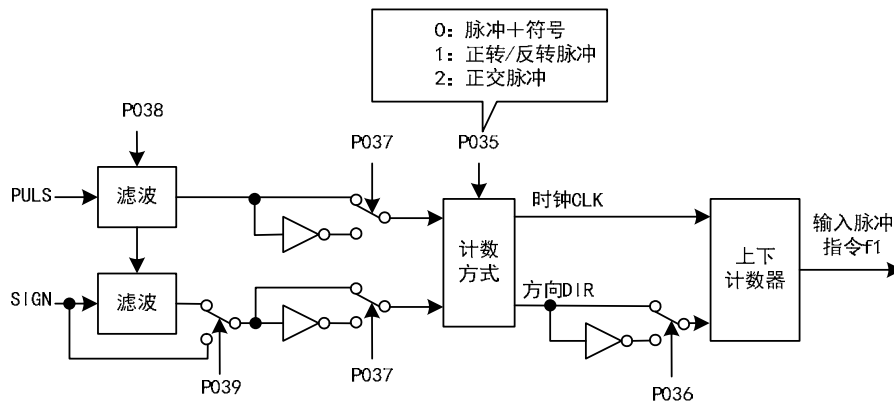 0: 脉冲+符号
1: 正转/反转脉冲
2: 正交脉冲
P038
P037
P035
PULS
滤波
时钟CLK
输入脉冲
指令f1
计数
方式
上下
计数器
SIGN
滤波
方向DIR
P039
P037
P036